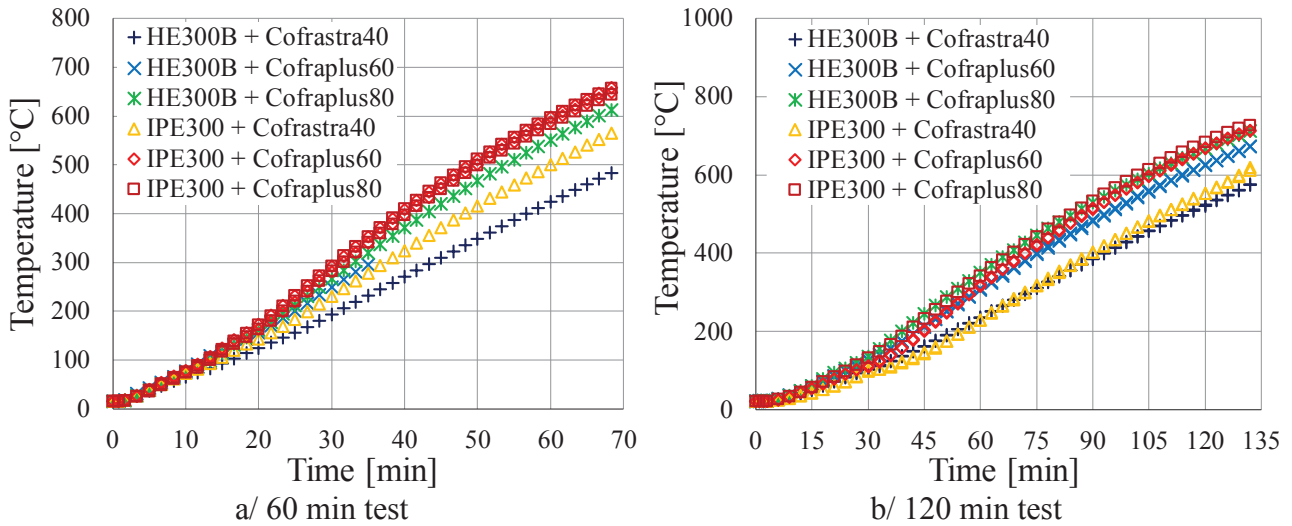 800
700
600
500
400
300
200
100
0
Temperature [°C]
HE300B + Cofrastra40
HE300B + Cofraplus60
HE300B + Cofraplus80
IPE300 + Cofrastra40
IPE300 + Cofraplus60
IPE300 + Cofraplus80
0 10 20 30 40 50 60 70
Time [min]
a/ 60 min test
1000
800
600
400
200
0
Temperature [°C]
HE300B + Cofrastra40
HE300B + Cofraplus60
HE300B + Cofraplus80
IPE300 + Cofrastra40
IPE300 + Cofraplus60
IPE300 + Cofraplus80
0 15 30 45 60 75 90 105 120 135
Time [min]
b/ 120 min test